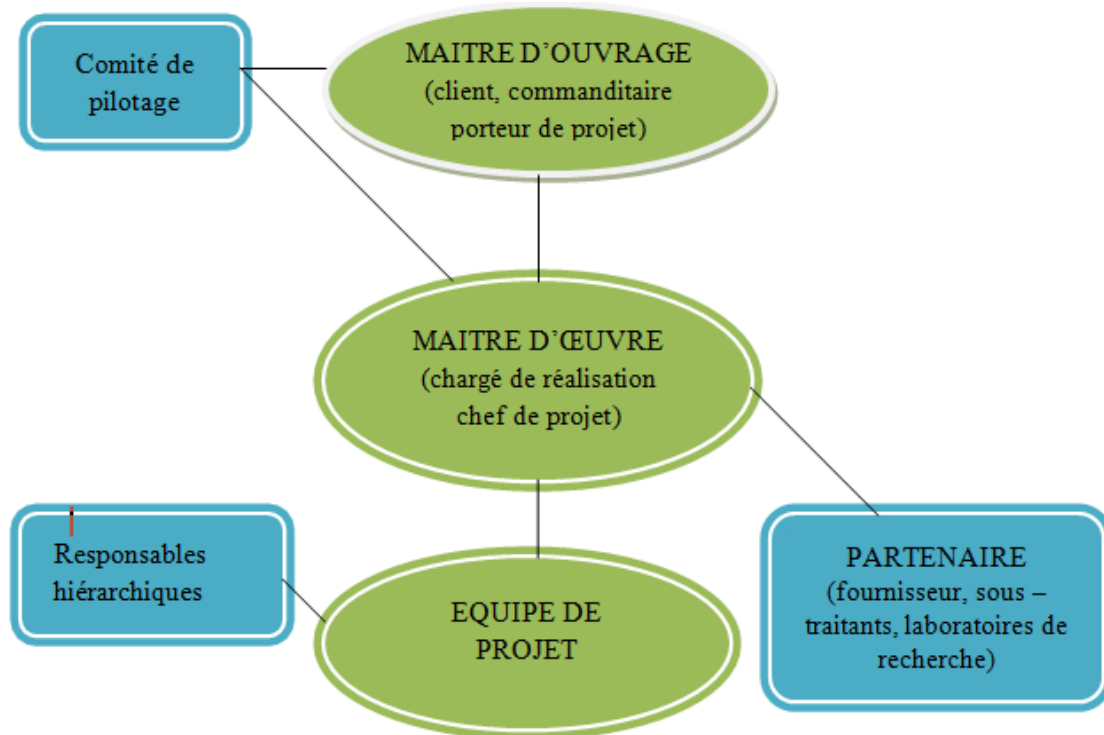 Comité de
pilotage
MAITRE D’OUVRAGE
(client, commanditaire
porteur de projet)
MAITRE D’ŒUVRE
(chargé de réalisation
chef de projet)
Responsables
hiérarchiques
EQUIPE DE
PROJET
PARTENAIRE
(fournisseur, sous –
traitants, laboratoires de
recherche)